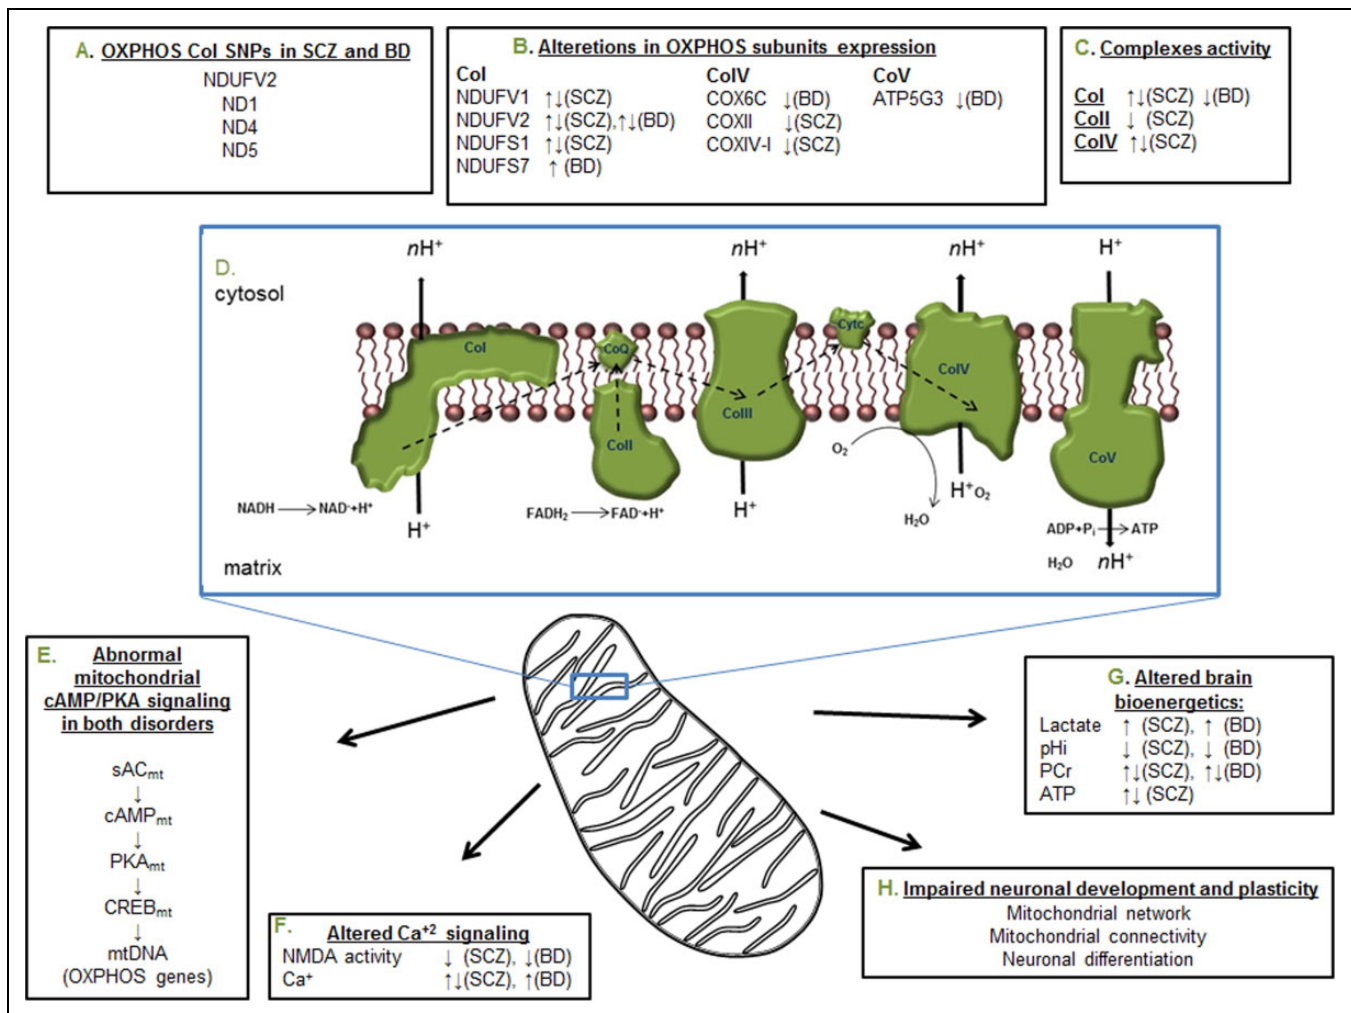 A. OXPHOS CoI SNPs in SCZ and BD
NDUFV2
ND1
ND4
ND5
B. Alteretions in OXPHOS subunits expression
CoI
NDUFV1 ↑↓(SCZ)
NDUFV2 ↑↓(SCZ),↑↓(BD)
NDUFS1 ↑↓(SCZ)
NDUFS7 ↑ (BD)
CoIV
COX6C ↓(BD)
COXII ↓(SCZ)
COXIV-I ↓(SCZ)
CoV
ATP5G3 ↓(BD)
C. Complexes activity
CoI ↑↓(SCZ) ↓(BD)
CoII ↓ (SCZ)
CoIV ↑↓(SCZ)
D.
cytosol
nH⁺
nH⁺
nH⁺
H⁺
CoI
CoQ
CoII
CoIII
Cytc
CoIV
CoV
O₂
H₂O
H⁺O₂
NADH → NAD⁻+H⁺
H⁺
FADH₂ → FAD⁻+H⁺
H⁺
ADP+Pᵢ → ATP
H₂O nH⁺
matrix
E. Abnormal
mitochondrial
cAMP/PKA signaling
in both disorders
sACmt
↓
cAMPmt
↓
PKAmt
↓
CREBmt
↓
mtDNA
(OXPHOS genes)
F.
Altered Ca⁺² signaling
NMDA activity ↓ (SCZ), ↓(BD)
Ca⁺ ↑↓(SCZ), ↑(BD)
G. Altered brain
bioenergetics:
Lactate ↑ (SCZ), ↑ (BD)
pHi ↓ (SCZ), ↓ (BD)
PCr ↑↓(SCZ), ↑↓(BD)
ATP ↑↓ (SCZ)
H. Impaired neuronal development and plasticity
Mitochondrial network
Mitochondrial connectivity
Neuronal differentiation